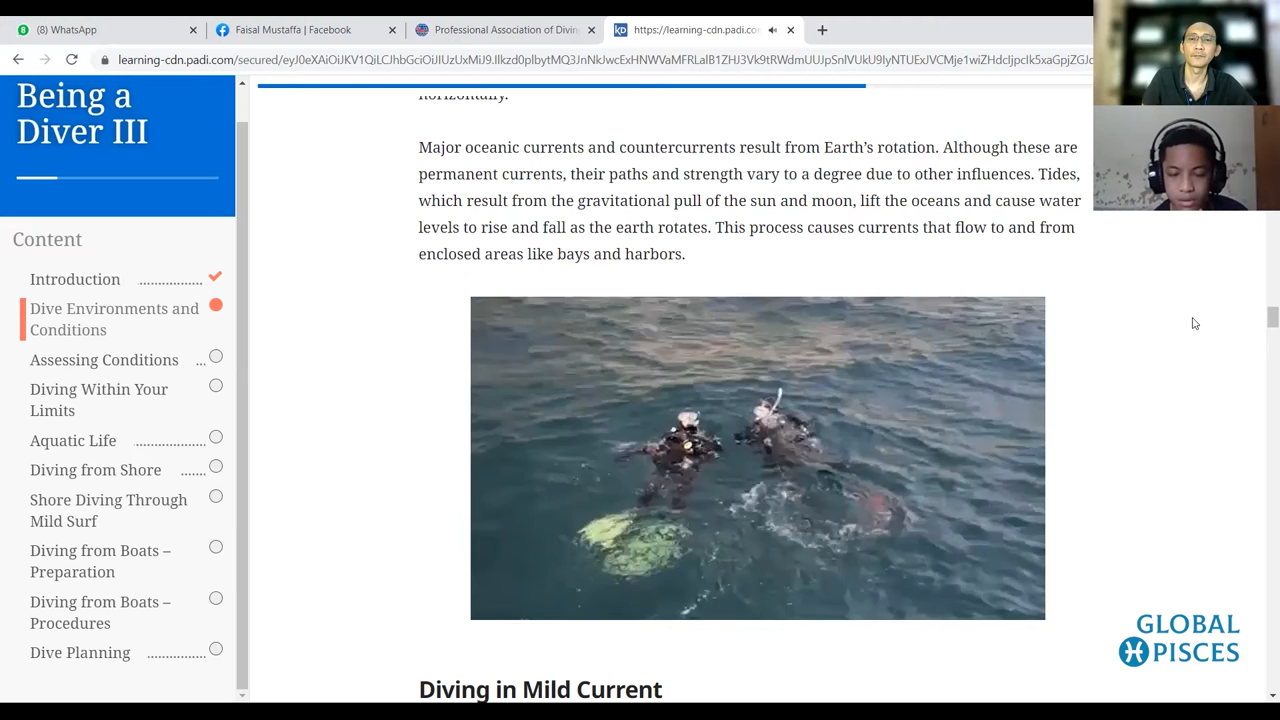 (8) WhatsApp
Faisal Mustaffa | Facebook
Professional Association of Divin
https://learning-cdn.padi.co
Being a
Diver III
Content
Introduction
Dive Environments and
Conditions
Assessing Conditions
Diving Within Your
Limits
Aquatic Life
Diving from Shore
Shore Diving Through
Mild Surf
Diving from Boats –
Preparation
Diving from Boats –
Procedures
Dive Planning
horizontally.
Major oceanic currents and countercurrents result from Earth’s rotation. Although these are
permanent currents, their paths and strength vary to a degree due to other influences. Tides,
which result from the gravitational pull of the sun and moon, lift the oceans and cause water
levels to rise and fall as the earth rotates. This process causes currents that flow to and from
enclosed areas like bays and harbors.
Diving in Mild Current
GLOBAL
PISCES